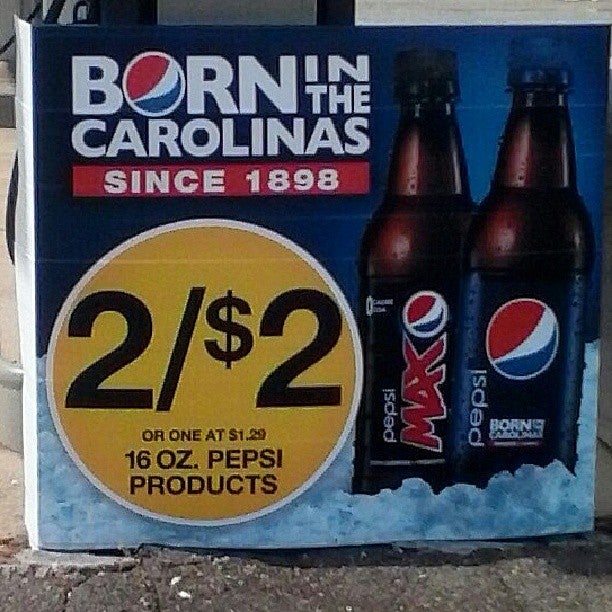 BORN IN THE
CAROLINAS
SINCE 1898
2/$2
OR ONE AT $1.29
16 OZ. PEPSI
PRODUCTS
pepsi MAX
pepsi
BORN IN THE
CAROLINAS